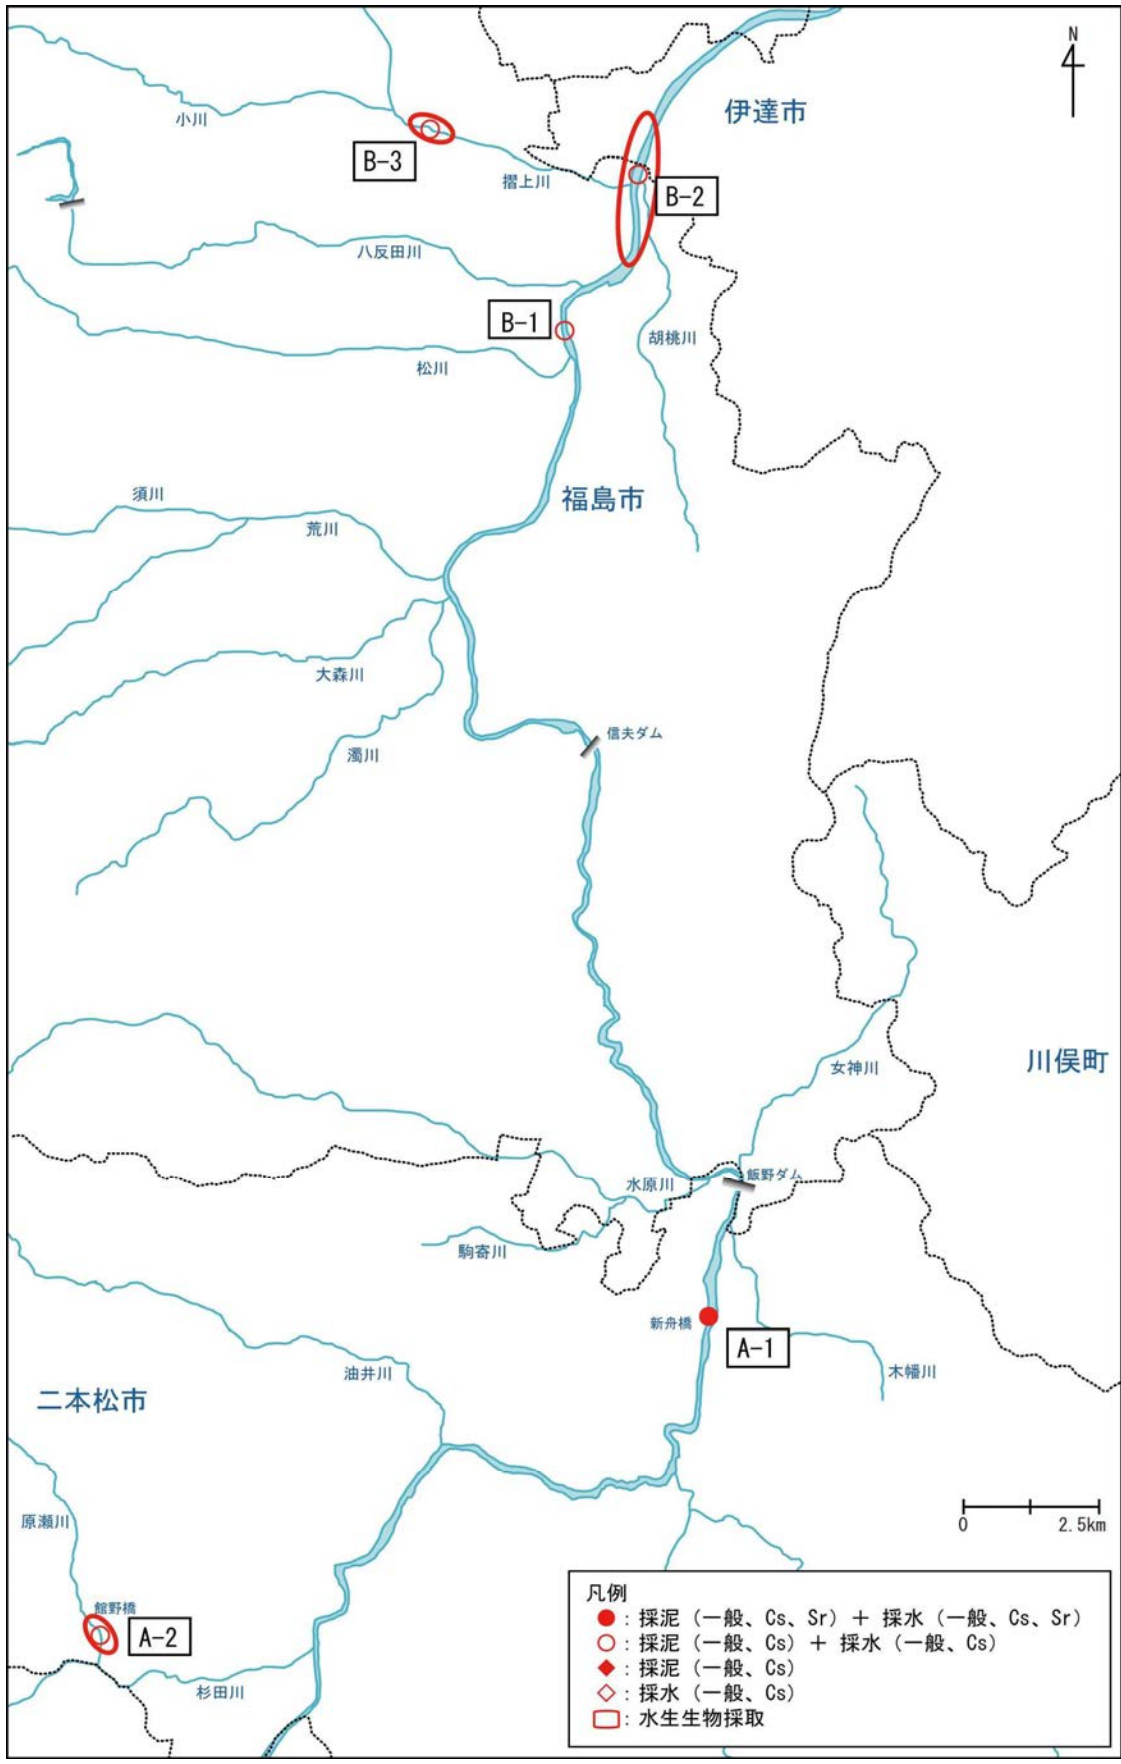 N
伊達市
小川
B-3
摺上川
B-2
八反田川
B-1
胡桃川
松川
須川
福島市
荒川
大森川
信夫ダム
濁川
川俣町
女神川
飯野ダム
水原川
駒寄川
新舟橋
A-1
油井川
木幡川
二本松市
原瀬川
0 2.5km
館野橋
A-2
杉田川
凡例
: 採泥 (一般、Cs、Sr) + 採水 (一般、Cs、Sr)
: 採泥 (一般、Cs) + 採水 (一般、Cs)
: 採泥 (一般、Cs)
: 採水 (一般、Cs)
: 水生生物採取